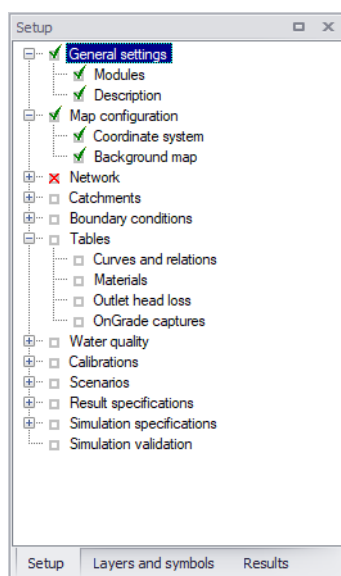 Setup
General settings
Modules
Description
Map configuration
Coordinate system
Background map
Network
Catchments
Boundary conditions
Tables
Curves and relations
Materials
Outlet head loss
OnGrade captures
Water quality
Calibrations
Scenarios
Result specifications
Simulation specifications
Simulation validation
Setup Layers and symbols Results